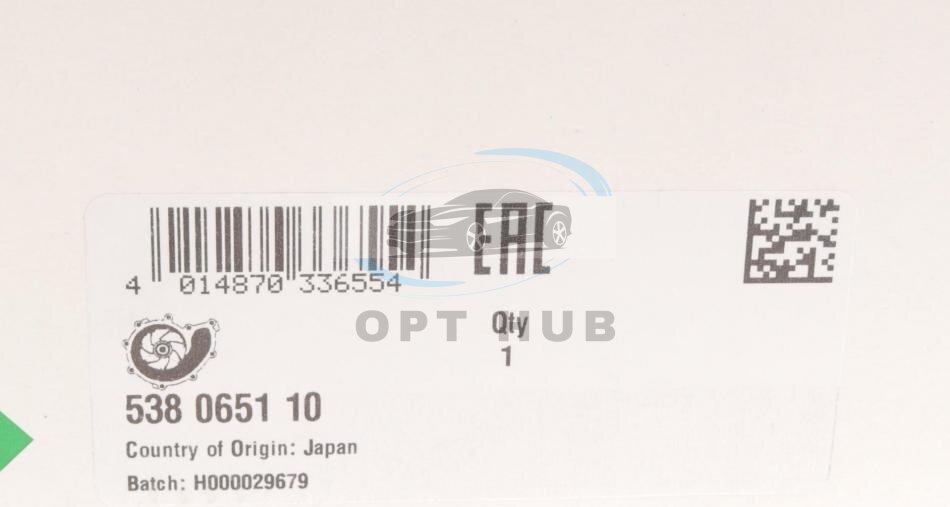 EAC
4 014870 336554
OPT HUB
Qty
1
538 0651 10
Country of Origin: Japan
Batch: H000029679